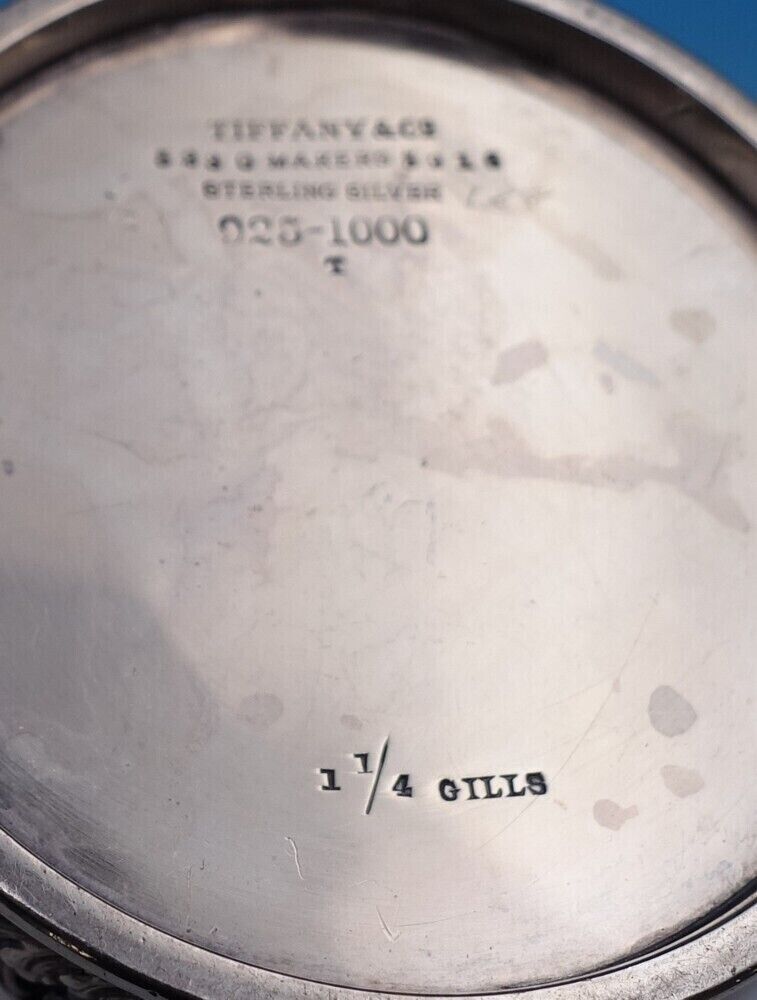 TIFFANY & CO
MAKERS
STERLING SILVER
925-1000
T
1 1/4 GILLS